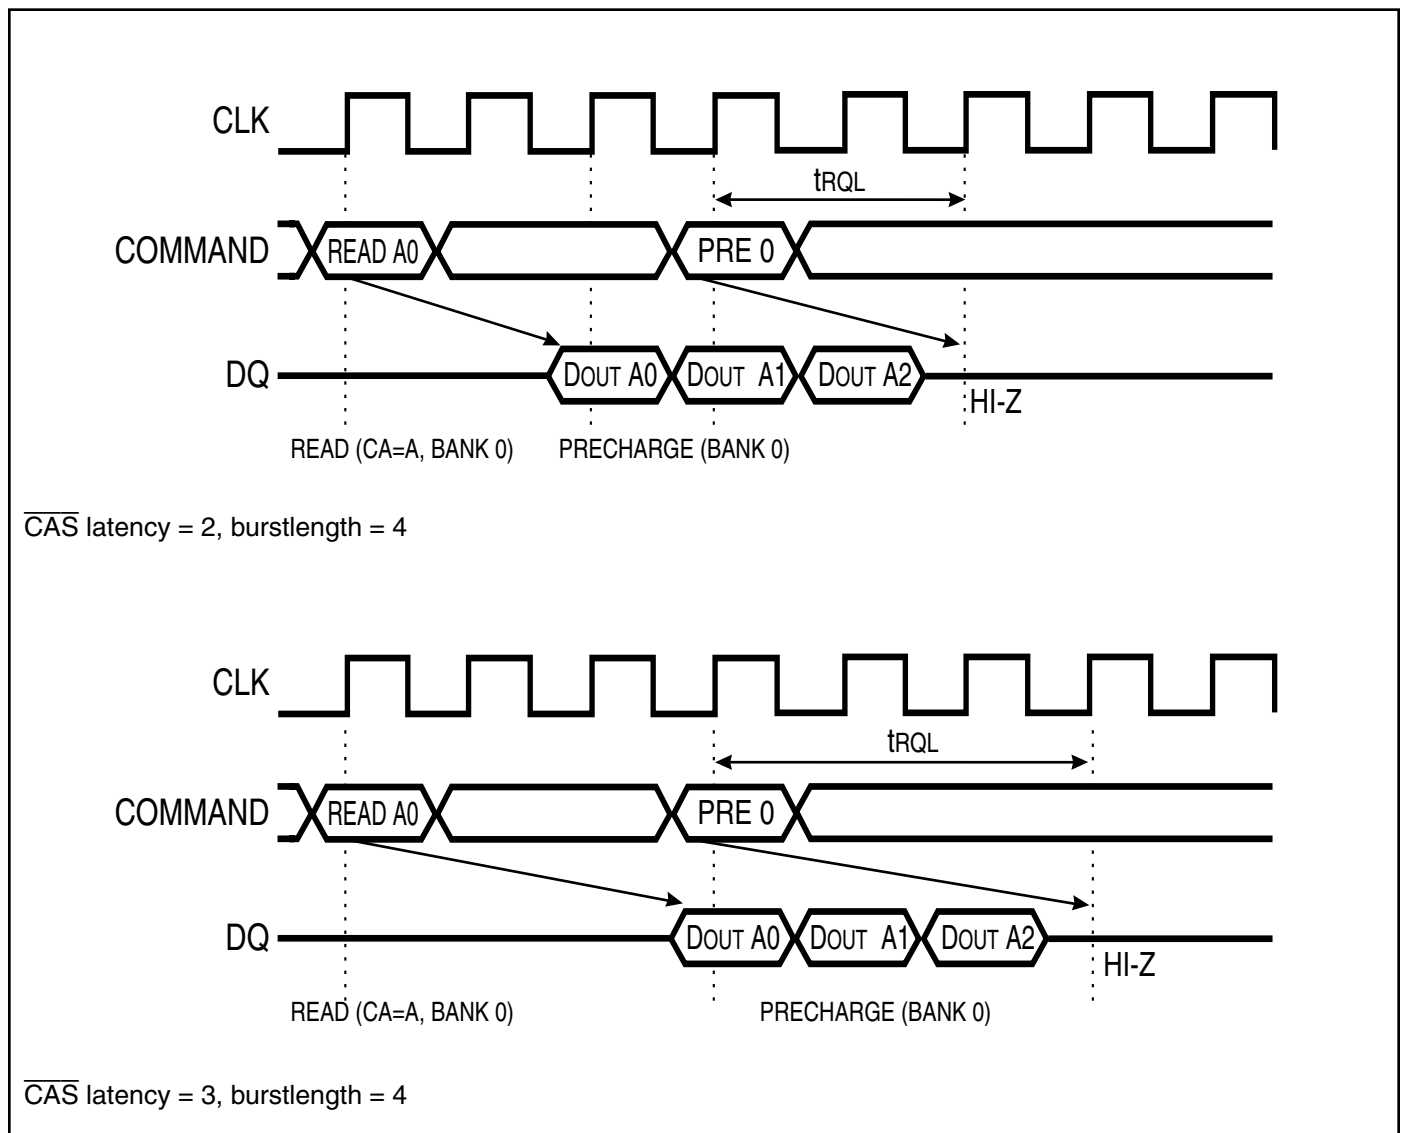 CLK
tRQL
COMMAND READ A0 PRE 0
DQ DOUT A0 DOUT A1 DOUT A2
HI-Z
READ (CA=A, BANK 0) PRECHARGE (BANK 0)
CAS latency = 2, burstlength = 4
CLK
tRQL
COMMAND READ A0 PRE 0
DQ DOUT A0 DOUT A1 DOUT A2
HI-Z
READ (CA=A, BANK 0) PRECHARGE (BANK 0)
CAS latency = 3, burstlength = 4